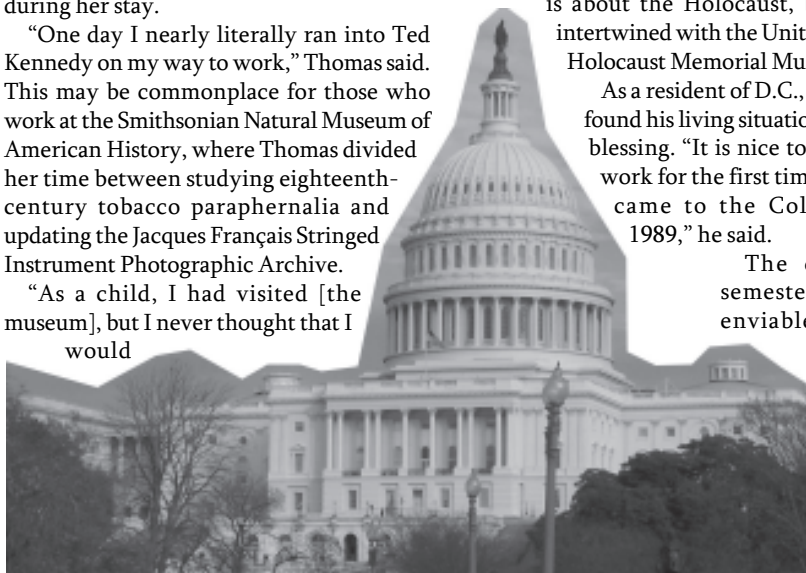 during her stay.
“One day I nearly literally ran into Ted
Kennedy on my way to work,” Thomas said.
This may be commonplace for those who
work at the Smithsonian Natural Museum of
American History, where Thomas divided
her time between studying eighteenth-
century tobacco paraphernalia and
updating the Jacques Français Stringed
Instrument Photographic Archive.
“As a child, I had visited [the
museum], but I never thought that I
would
is about the Holocaust,
intertwined with the Unit
Holocaust Memorial Mu
As a resident of D.C.,
found his living situatio
blessing. “It is nice to
work for the first tim
came to the Col
1989,” he said.
The
semeste
enviable